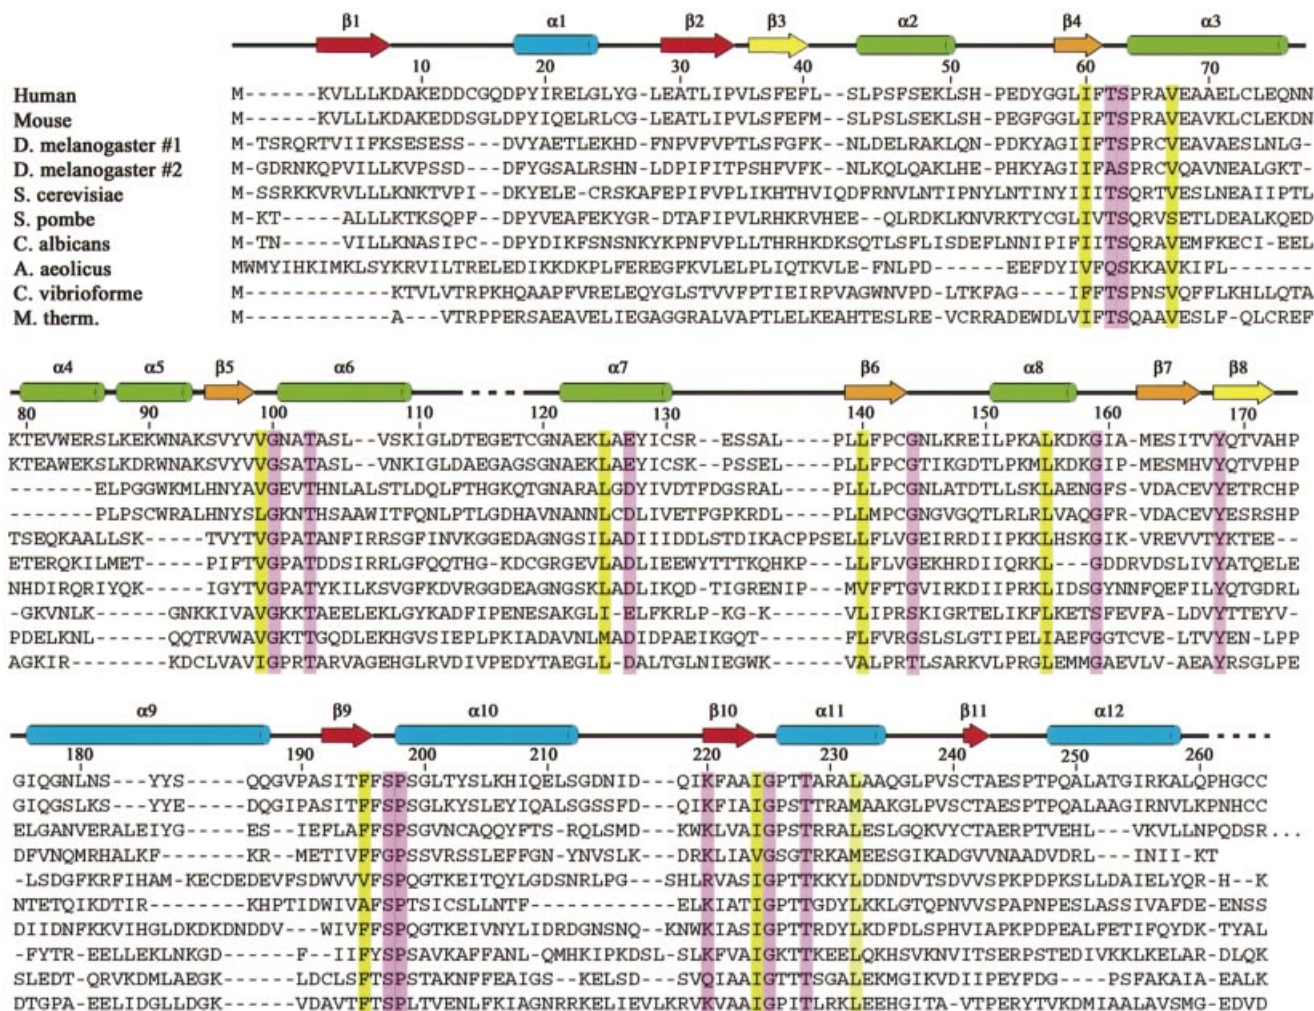 β1 α1 β2 β3 α2 β4 α3
10 20 30 40 50 60 70
Human M------KVLLLKDAKEDDCGQDPYIRELGLYG-LEATLIPVLSFEFL--SLPSFSEKLSH-PEDYGGLIFTSPRAVEAAELCLEQNN
Mouse M------KVLLLKDAKEDDSGLDPYIQELRLCG-LEATLIPVLSFEFM--SLPSLSEKLSH-PEGFGGLIFTSPRAVEAVKLCLEKDN
D. melanogaster #1 M-TSRQRTVIIFKSESESS--DVYAETLEKHD-FNPVFVPTLSFGFK--NLDELRAKLQN-PDKYAGIIFTSPRCVEAVAESLNLG-
D. melanogaster #2 M-GDRNKQPVILLKVPSSD--DFYGSALRSHN-LDPIFITPSHFVFK--NLKQLQAKLHE-PHKYAGIIFASPRCVQAVNEALGKT-
S. cerevisiae M-SSRKKVRVLLLKNKTVPI--DKYELE-CRSKAFEPIFVPLIKHTHVIQDFRNVLNTIPNYLNTINYIIITSQRTVESLNEAIIPTL
S. pombe M-KT-----ALLLKTKSQPF--DPYVEAFEKYGR-DTAFIPVLRHKRVHEE--QLRDKLKNVRKTYCGLIVTSQRVSETLDEALKQED
C. albicans M-TN-----VILLKNASIPC--DPYDIKFSNSNKYKPNFVPLLTHRHKDKSQTLSFLISDEFLNNIPIFIITSQRAVEMFKECI-EEL
A. aeolicus MWMYIHKIMKLSYKRVILTRELEDIKKDKPLFEREGFKVLELPLIQTKVLE-FNLPD------EEFDYIVFQSKKAVKIFL-------
C. vibrioforme M------------KTVLVTRPKHQAAPFVRELEQYGLSTVVFPTIEIRPVAGWNVPD-LTKFAG----IFFTSPNSVQFFLKHLLQTA
M. therm. M------------A---VTRPPERSAEAVELIEGAGGRALVAPTLELKEAHTESLRE-VCRRADEWDLVIFTSQAAVESLF-QLCREF
α4 α5 β5 α6 α7 β6 α8 β7 β8
80 90 100 110 120 130 140 150 160 170
KTEVWERSLKEKWNAKSVYVVGNATASL--VSKIGLDTEGETCGNAEKLAEYICSR--ESSAL----PLLFPCGNLKREILPKALKDKGIA-MESITVYQTVAHP
KTEAWEKSLKDRWNAKSVYVVGSATASL--VNKIGLDAEGAGSGNAEKLAEYICSK--PSSEL----PLLFPCGTIKGDTLPKMLKDKGIP-MESMHVYQTVPHP
-------ELPGGWKMLHNYAVGEVTHNLALSTLDQLFTHGKQTGNARALGDYIVDTFDGSRAL----PLLLPCGNLATDTLLSKLAENGFS-VDACEVYETRCHP
-------PLPSCWRALHNYSLGKNTHSAAWITFQNLPTLGDHAVNANNLCDLIVETFGPKRDL----PLLMPCGNGVGQTLRLRLVAQGFR-VDACEVYESRSHP
TSEQKAALLSK-----TVYTVGPATANFIRRSGFINVKGGEDAGNGSILADIIIDDLSTDIKACPPSELLFLVGEIRRDIIPKKLHSKGIK-VREVVTYKTEE--
ETERQKILMET-----PIFTVGPATDDSIRRLGFQQTHG-KDCGRGEVLADLIEEWYTTTKQHKP---LLFLVGEKHRDIIQRKL--GDDRVDSLIVYATQELE
NHDIRQRIYQK-----IGYTVGPATYKILKSVGFKDVRGGDEAGNGSKLADLIKQD-TIGRENIP---MVFFVTGVIRKDIIPRKLIDSGYNNFQEFILYQTGDRL
-GKVNLK------GNKKIVAVGKKTAEELEKLGYKADFIPENESAKGLI-ELFKRLP-KG-K------VLIPRSKIGRTELIKFLKETSFEVFA-LDVYTTEYV-
PDELKNL------QQTRVWAVGKTTGQDLEKHGVSIEPLPKIADAVNLMADIDPAEIKGQT-------FLFVRGSLSLGTIPELIAEFGGTCVE-LTVYEN-LPP
AGKIR-------KDCLVAVIGPRTARVAGEHGLRVDIVPEDYTAEGLL-DALTGLNIEGWK-------VALPRTLSARKVLPRGLEMMGAEVLV-AEAYRSGLPE
α9 β9 α10 β10 α11 β11 α12
180 190 200 210 220 230 240 250 260
GIQGNLNS---YYS-------QQGVPASITFFSPSGLTYSLKHIQELSGDNID--QIKFAAIGPTTARALAAQGLPVSCTAESPTPQALATGIRKALQPHGCC
GIQGSLKS---YYE-------DQGIPASITFFSPSGLKYSLEYIQALSGSSFD--QIKFIAIGPSTTRAMAAKGLPVSCTAESPTPQALAAGIRNVLKPNHCC
ELGANVERALEIYG-------ES--IEFLAFFSPSGVNCAQQYFTS-RQLSMD--KWKLVAIGPSTRRALESLGQKVYCTAERPTVEHL---VKVLLNPQDSR...
DFVNQMRHALKF-------KR--METIVFFGPSSVRSSLEFFGN-YNVSLK--DRKLIAVGSGTRKAMEESGIKADGVVNAADVDRL---INII-KT
-LSDGFKRFIHAM-KECDEDEVFSDWVVVFSPQGTKEITQYLGDSNRLPG---SHLRVASIGPTTKKYLDDNDVTSDVVSPKPDPKSLLDAIELYQR-H--K
NTETQIKDTIR------KHPTIDWIVAFSPTSICSLLNTF-----------ELKIATIGPTTGDYLKKLGTQPNVVSPAPNPESLASSIVAFDE-ENSS
DIIDNFKKVIHGLDKDKDNDDV--WIVFFSPQGTKEIVNYLIDRDGNSNQ-KNWKIASIGPTTRDYLKDFDLSPHVIAPKPDPEALFETIFQYDK-TYAL
-FYTR-EELLEKLNKGD------F-IIFYSPSAVKAFFANL-QMHKIPKDSL-SLKFVAIGKTTKEELQKHSVKNVITSERPSTEDIVKKLKELAR-DLQK
SLEDT-QRVKDMLAEGK------LDCLSFTSPSTAKNFFEAIGS-KELSD--SVKIAAIGTTTSGALEKMGIKVDIIPEYFDG----PSFAKAIA-EALK
DTGPA-EELIDGLLDGK------VDAVTFTSPLTVENLFKIAGNRRKELIEVLKRVKVAAIGPITLRKLEEHGITA-VTPERYTVKDMIAALAVSMG-EDVD